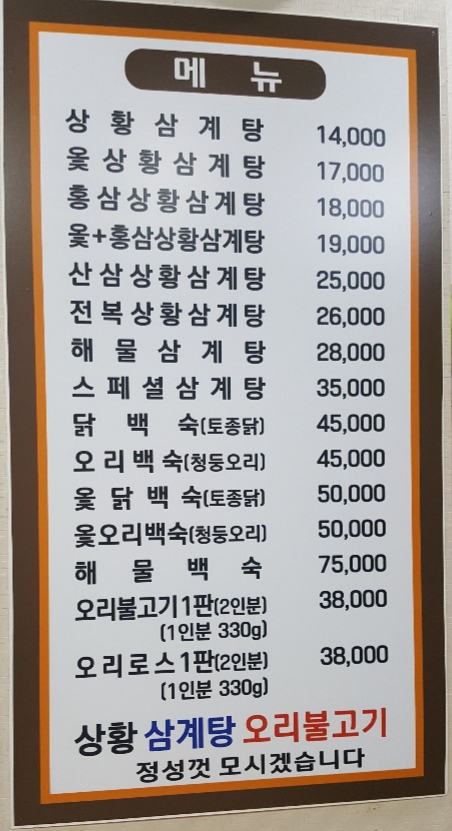 메 뉴
상 황 삼 계 탕 14,000
옻 상 황 삼 계 탕 17,000
홍삼상황삼계탕 18,000
옻+홍삼상황삼계탕 19,000
산삼상황삼계탕 25,000
전복상황삼계탕 26,000
해 물 삼 계 탕 28,000
스 페 셜 삼 계 탕 35,000
닭 백 숙(토종닭) 45,000
오 리 백 숙(청둥오리) 45,000
옻 닭 백 숙(토종닭) 50,000
옻오리백숙(청둥오리) 50,000
해 물 백 숙 75,000
오리불고기1판(2인분) 38,000
(1인분 330g)
오리로스1판(2인분) 38,000
(1인분 330g)
상황 삼계탕 오리불고기
정성껏 모시겠습니다